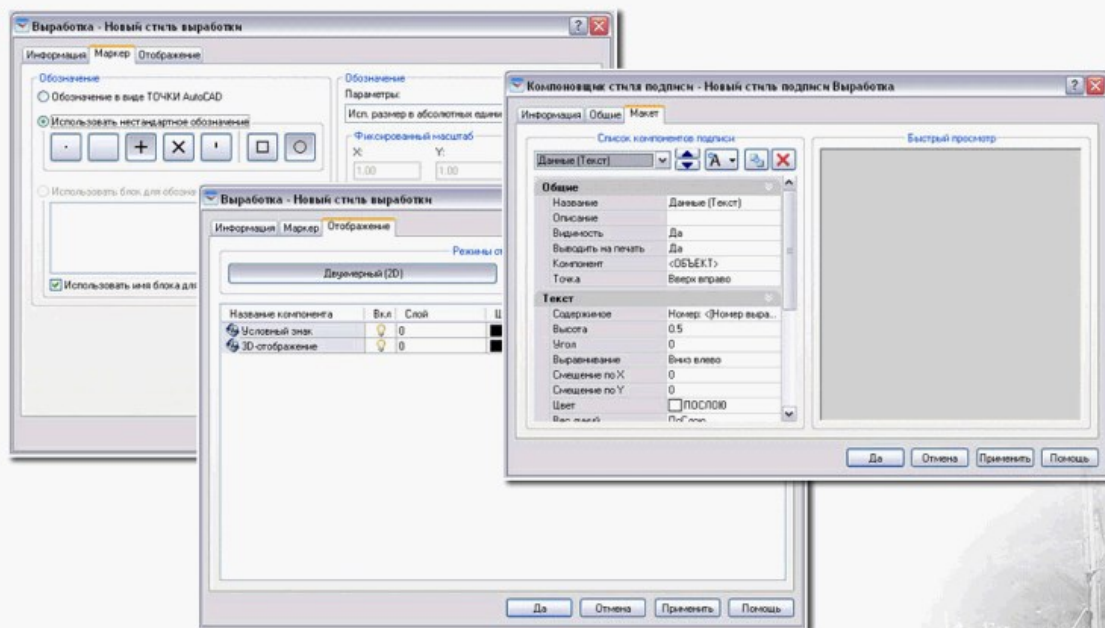 Выработка - Новый стиль выработки
Информация Маркер Отображение
Обозначение
Обозначение в виде ТОЧКИ AutoCAD
Использовать нестандартное обозначение
Использовать блок для
Использовать имя блока для
Обозначение
Параметры:
Исп. размер в абсолютных
Фиксированный масштаб
X: Y:
1.00 1.00
Выработка - Новый стиль выработки
Информация Маркер Отображение
Режимы
Двумерный (2D)
Название компонента Вкл Слой
Условный знак 0
3D-отображение 0
Да Отмена Применить Помощь
Компоновщик стиля подписи - Новый стиль подписи Выработка
Информация Общие Макет
Список компонентов подписи
Данные (Текст)
Общие
Название Данные (Текст)
Описание
Видимость Да
Выводить на печать Да
Компонент <ОБЪЕКТ>
Точка Вверх вправо
Текст
Содержимое Номер: <[Номер выра...
Высота 0.5
Угол 0
Выравнивание Вниз влево
Смещение по X 0
Смещение по Y 0
Цвет ПОСЛОЮ
Вес линий ПоСлою
Быстрый просмотр
Да Отмена Применить Помощь